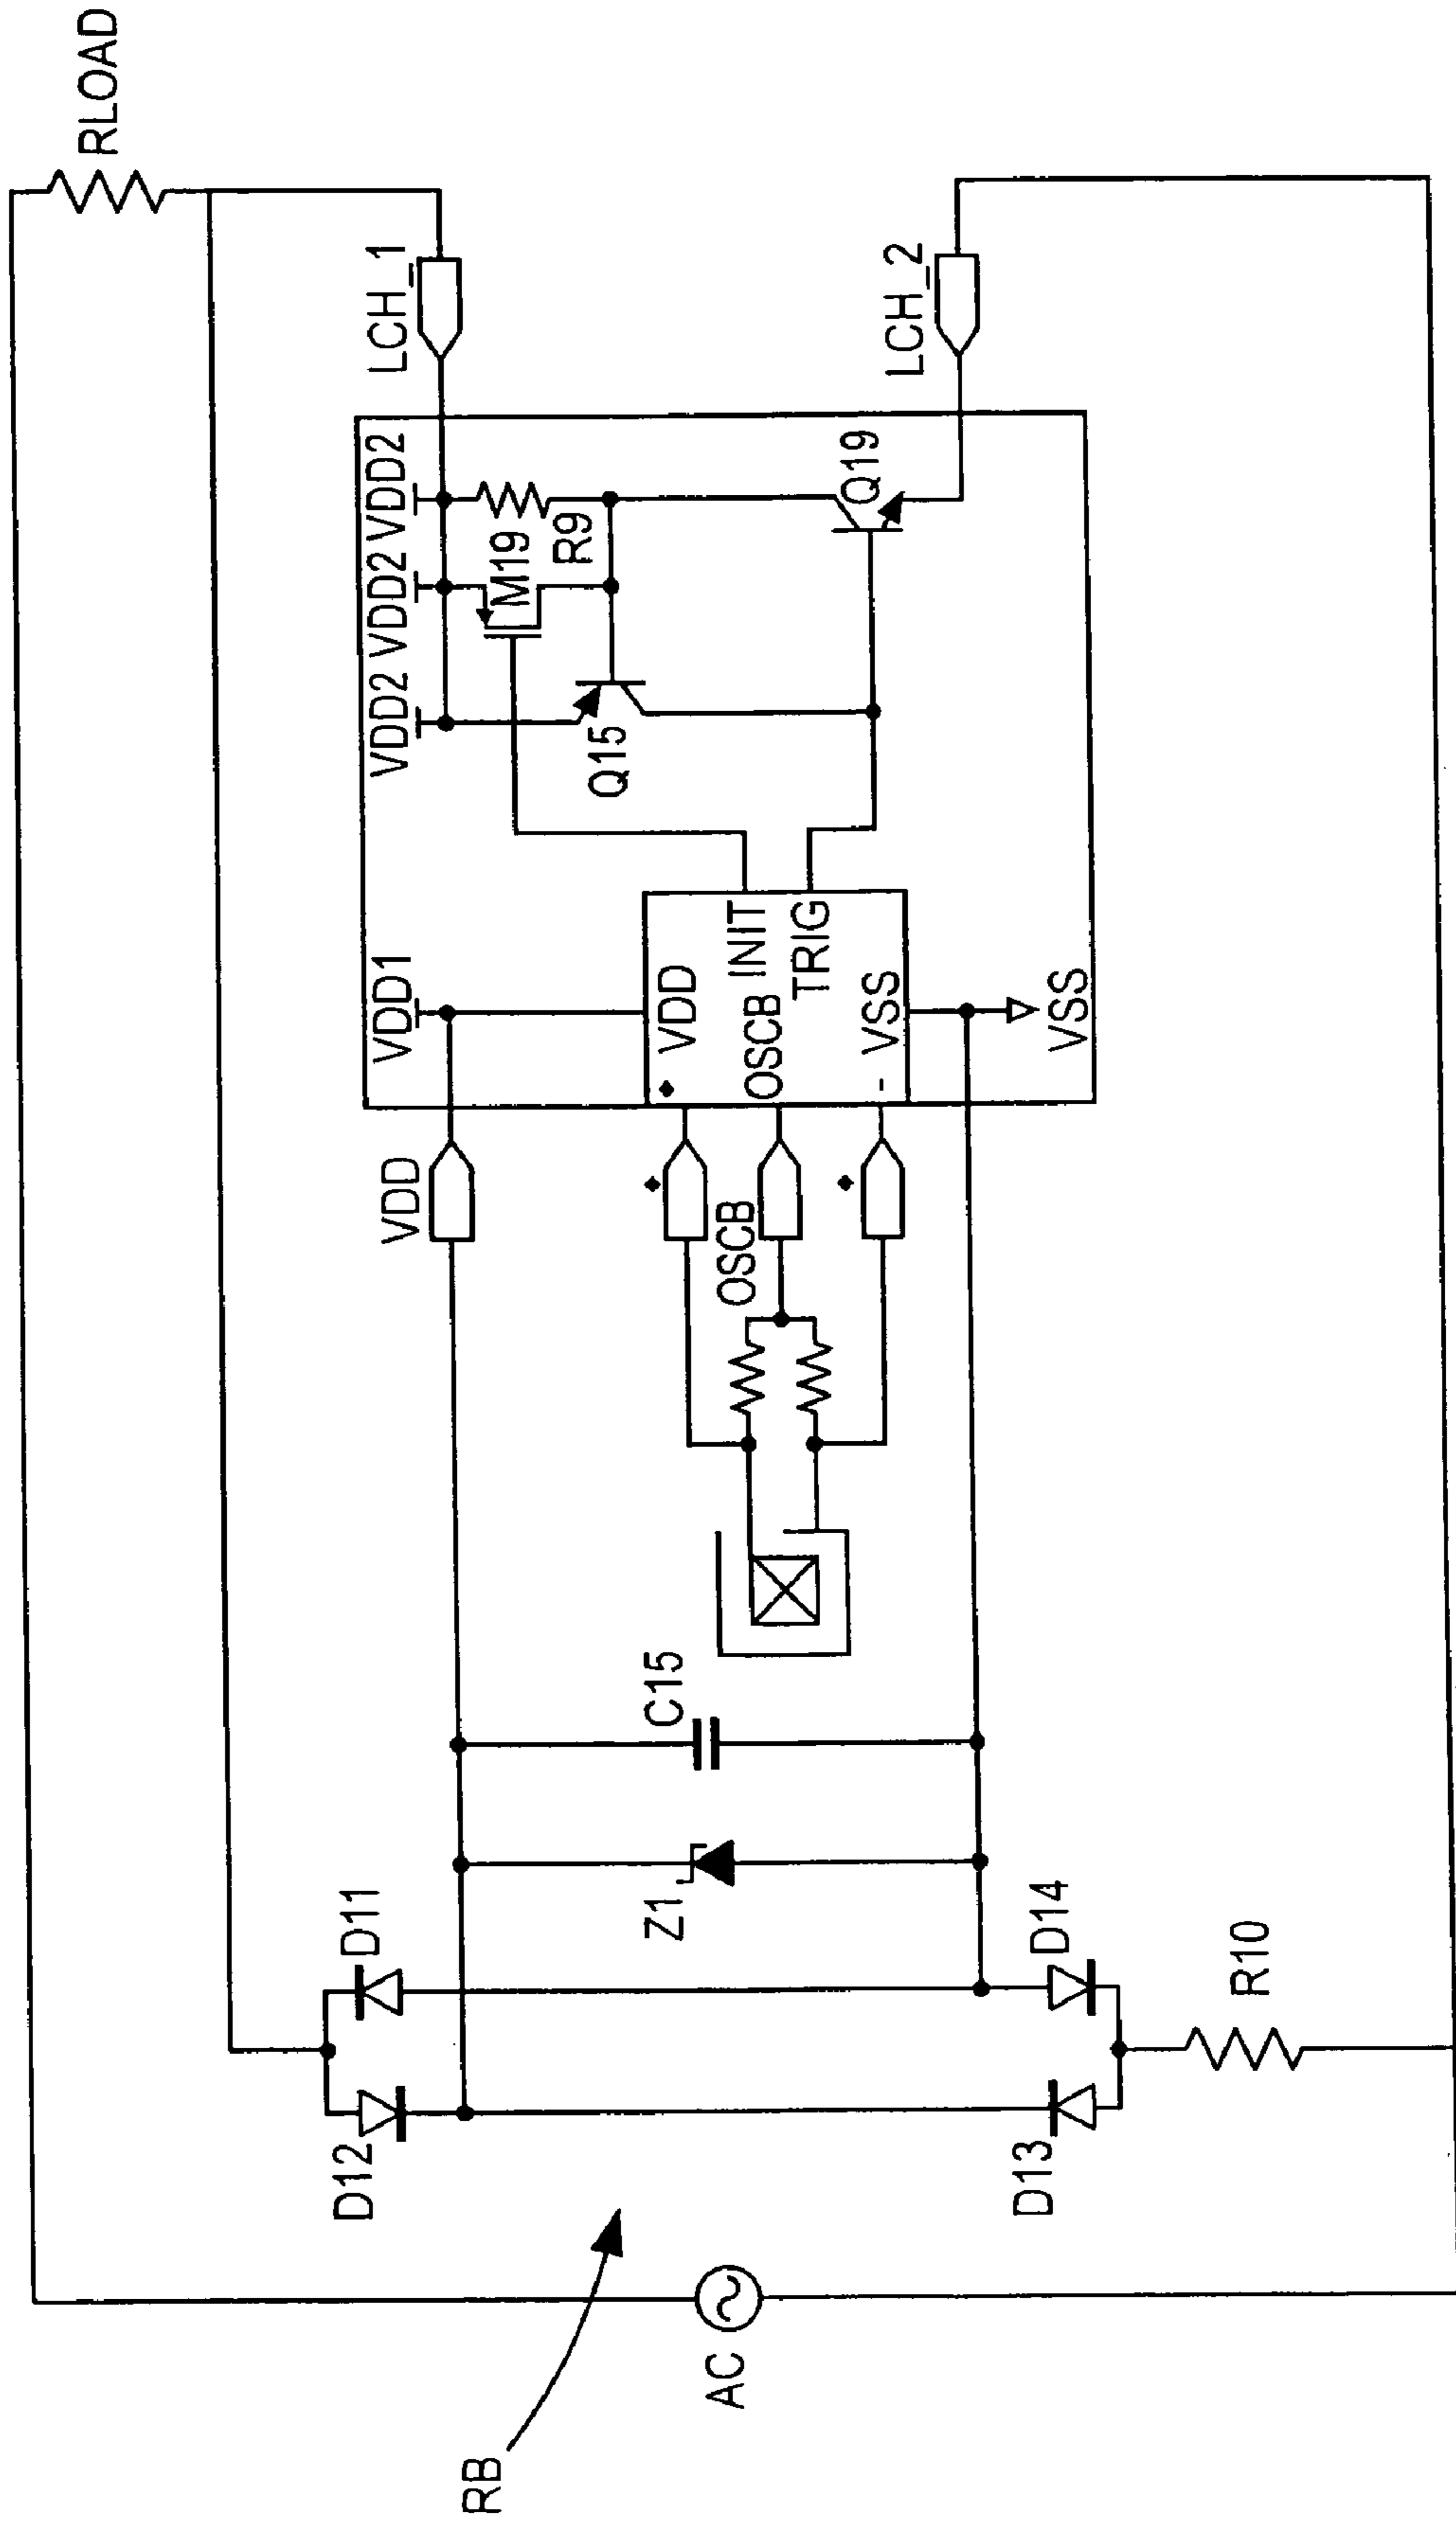 RLOAD
LCH_1
LCH_2
VDD2
VDD2
VDD2
M19
R9
Q15
Q19
VDD1
VDD
INIT
OSCB
TRIG
VSS
-
VSS
VDD
OSCB
C15
Z1
D11
D12
D14
D13
R10
AC
RB